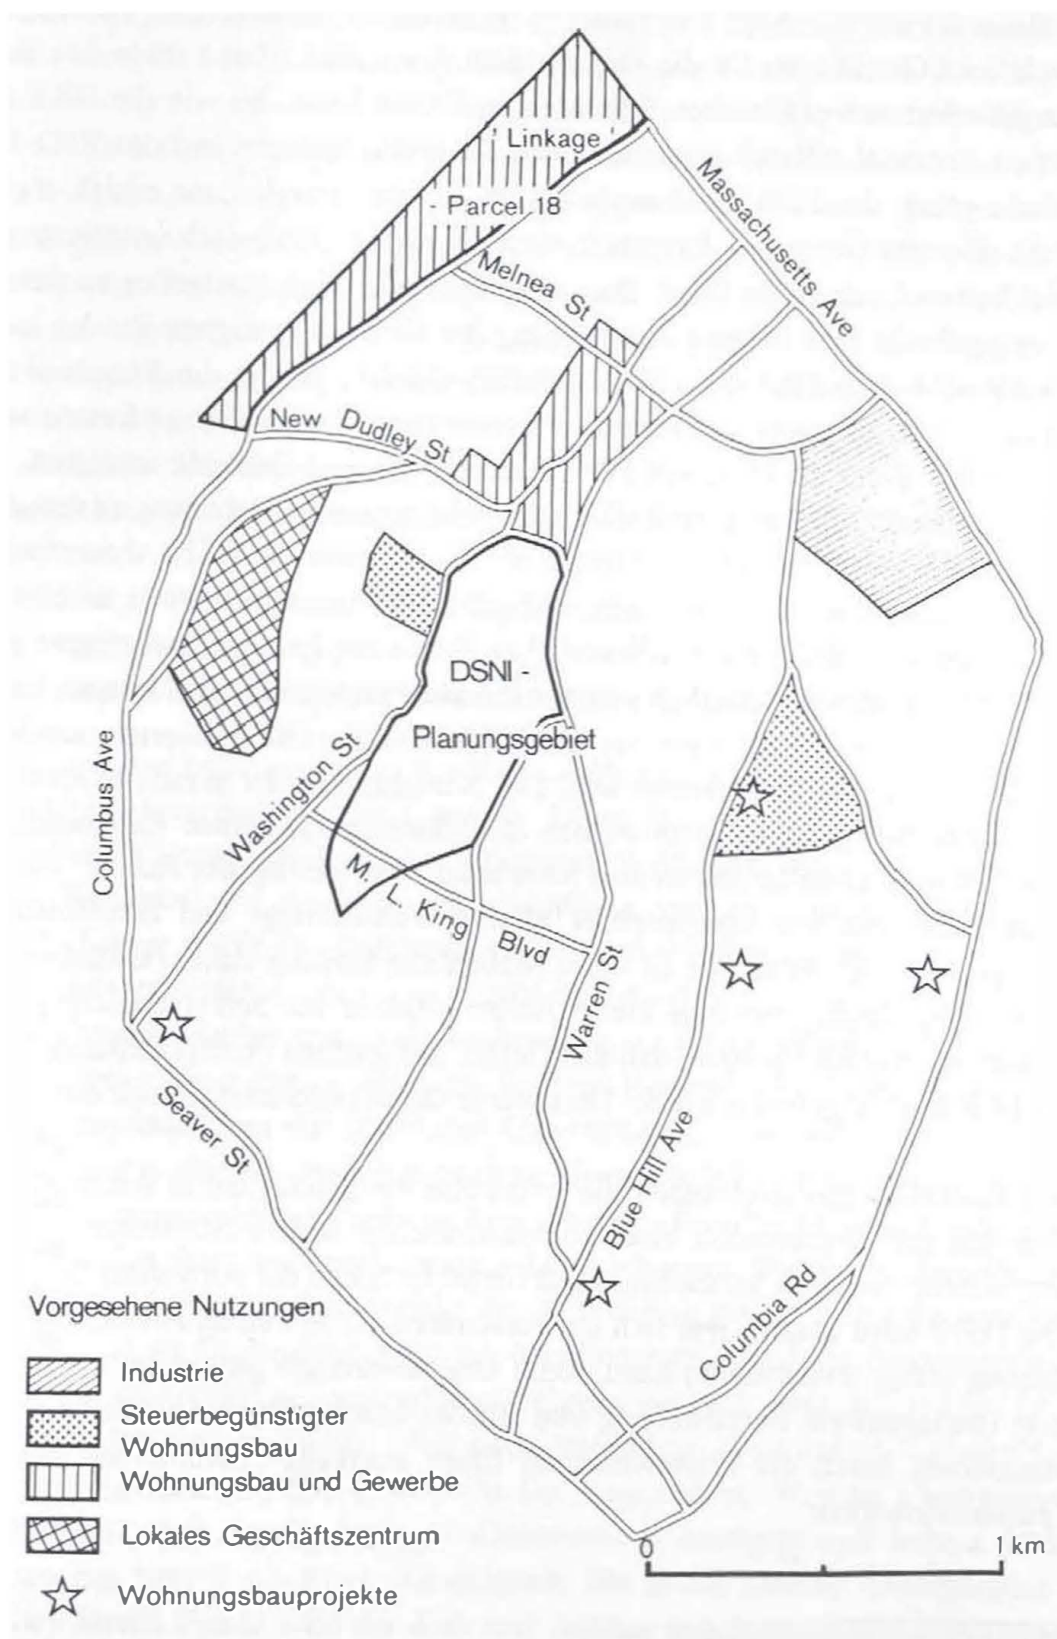 Linkage
- Parcel 18
Massachusetts Ave
Melnea St
New Dudley St
DSNI -
Planungsgebiet
Columbus Ave
Washington St
M. L. King Blvd
Warren St
Seaver St
Blue Hill Ave
Columbia Rd
Vorgesehene Nutzungen
Industrie
Steuerbegünstigter
Wohnungsbau
Wohnungsbau und Gewerbe
Lokales Geschäftszentrum
Wohnungsbauprojekte
0 1 km